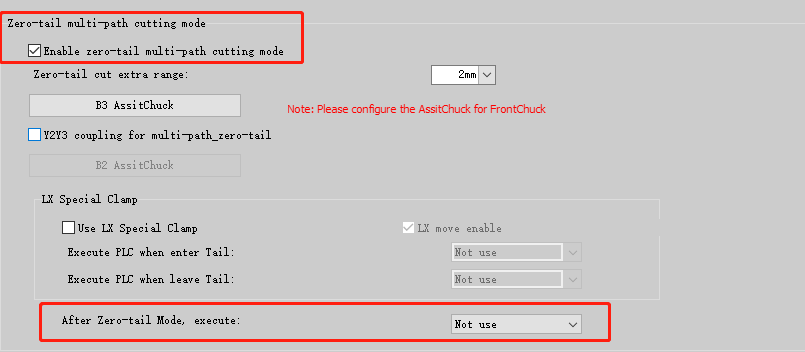 Zero-tail multi-path cutting mode
Enable zero-tail multi-path cutting mode
Zero-tail cut extra range: 2mm
B3 AssitChuck Note: Please configure the AssitChuck for FrontChuck
Y2Y3 coupling for multi-path_zero-tail
B2 AssitChuck
LX Special Clamp
Use LX Special Clamp LX move enable
Execute PLC when enter Tail: Not use
Execute PLC when leave Tail: Not use
After Zero-tail Mode, execute: Not use